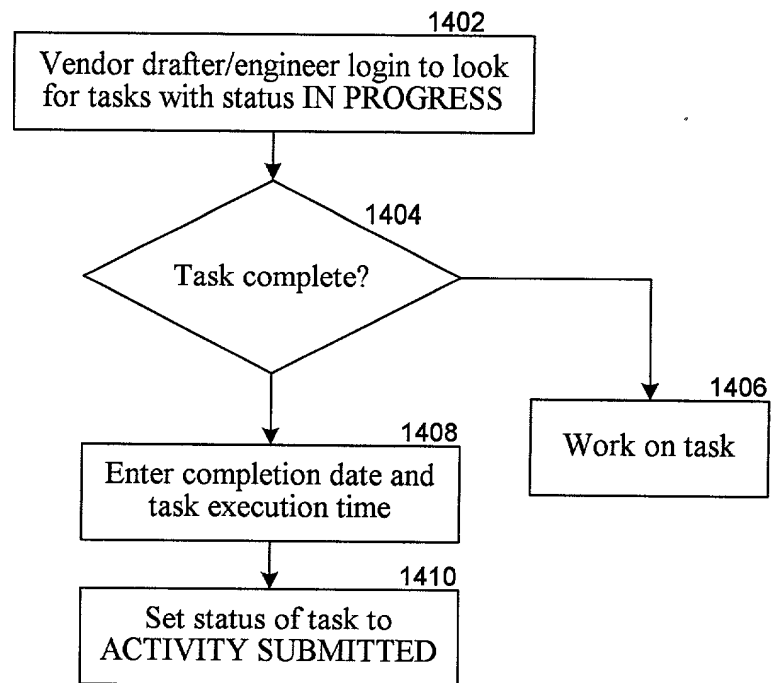 1402
Vendor drafter/engineer login to look
for tasks with status IN PROGRESS
1404
Task complete?
1406
Work on task
1408
Enter completion date and
task execution time
1410
Set status of task to
ACTIVITY SUBMITTED